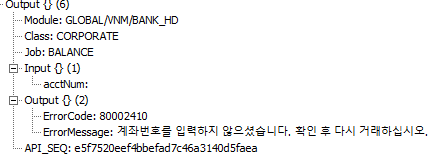 Output {} (6)
Module: GLOBAL/VNM/BANK_HD
Class: CORPORATE
Job: BALANCE
Input {} (1)
acctNum:
Output {} (2)
ErrorCode: 80002410
ErrorMessage: 계좌번호를 입력하지 않으셨습니다. 확인 후 다시 거래하십시오.
API_SEQ: e5f7520eef4bbefad7c46a3140d5faea